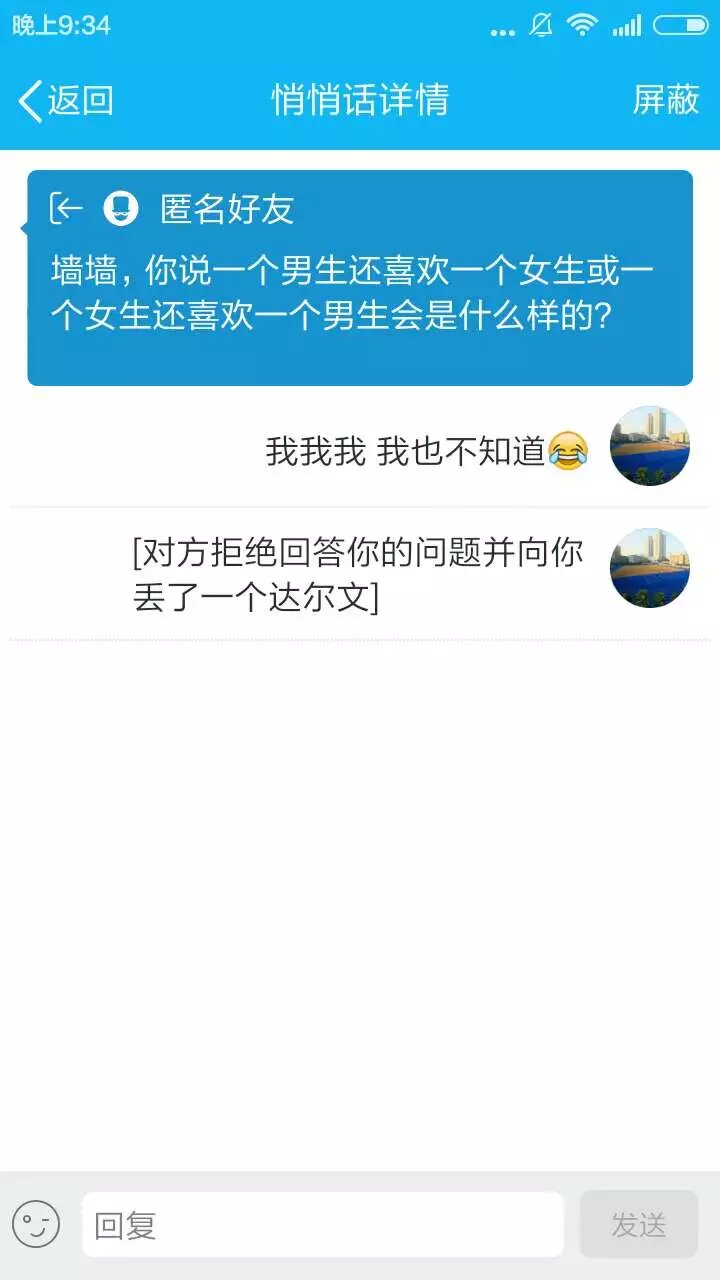 晚上9:34
返回
悄悄话详情
屏蔽
匿名好友
墙墙，你说一个男生还喜欢一个女生或一
个女生还喜欢一个男生会是什么样的?
我我我 我也不知道😂
[对方拒绝回答你的问题并向你
丢了一个达尔文]
回复
发送